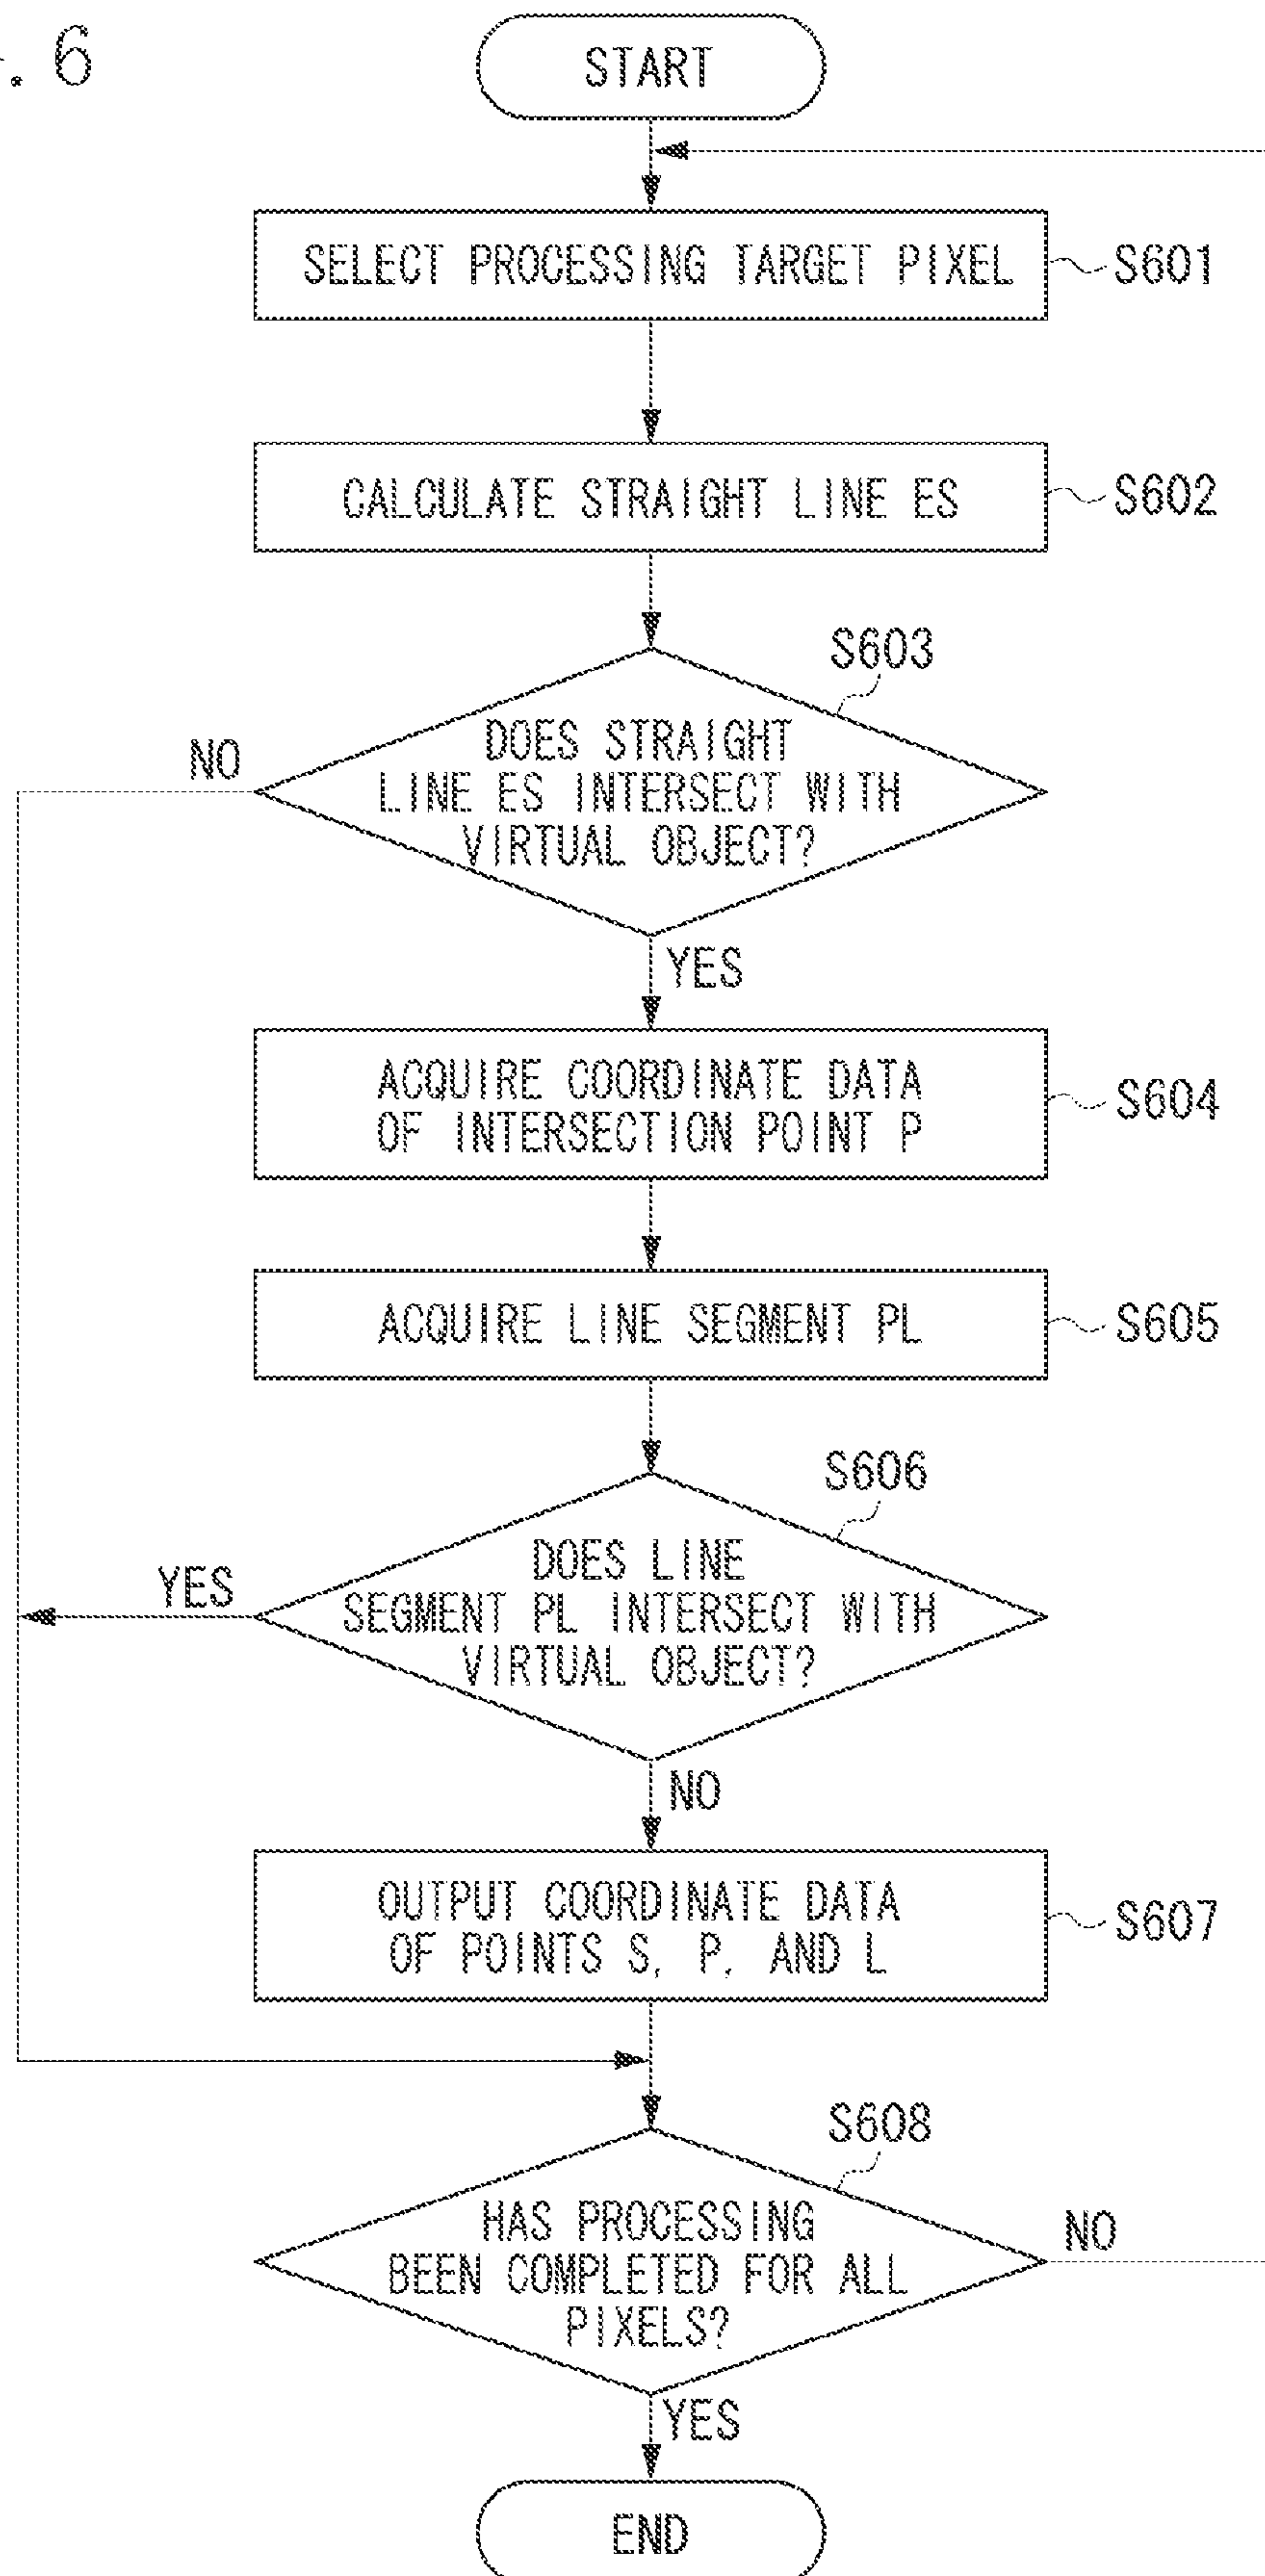 . 6
START
SELECT PROCESSING TARGET PIXEL
S601
CALCULATE STRAIGHT LINE ES
S602
S603
DOES STRAIGHT
LINE ES INTERSECT WITH
VIRTUAL OBJECT?
NO
YES
ACQUIRE COORDINATE DATA
OF INTERSECTION POINT P
S604
ACQUIRE LINE SEGMENT PL
S605
S606
DOES LINE
SEGMENT PL INTERSECT WITH
VIRTUAL OBJECT?
YES
NO
OUTPUT COORDINATE DATA
OF POINTS S, P, AND L
S607
S608
HAS PROCESSING
BEEN COMPLETED FOR ALL
PIXELS?
NO
YES
END